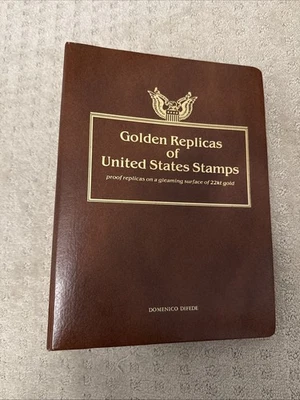 Golden Replicas
of
United States Stamps
proof replicas on a gleaming surface of 22kt gold
DOMENICO DIFEDE